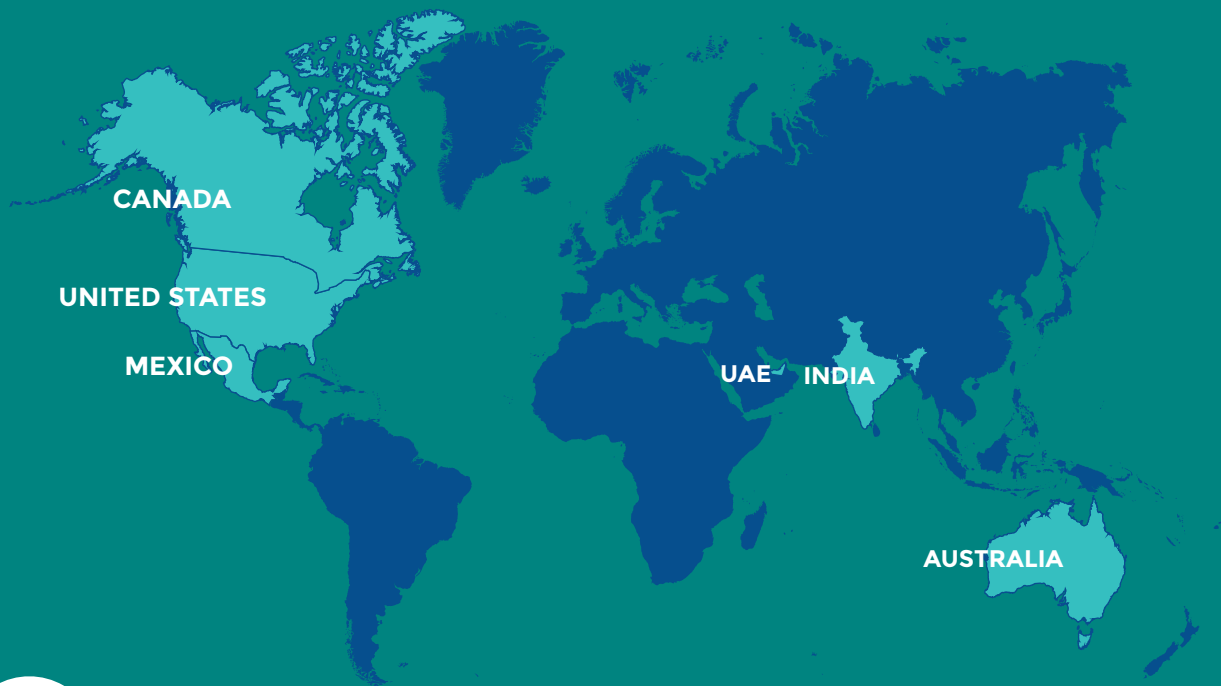 CANADA
UNITED STATES
MEXICO
UAE
INDIA
AUSTRALIA